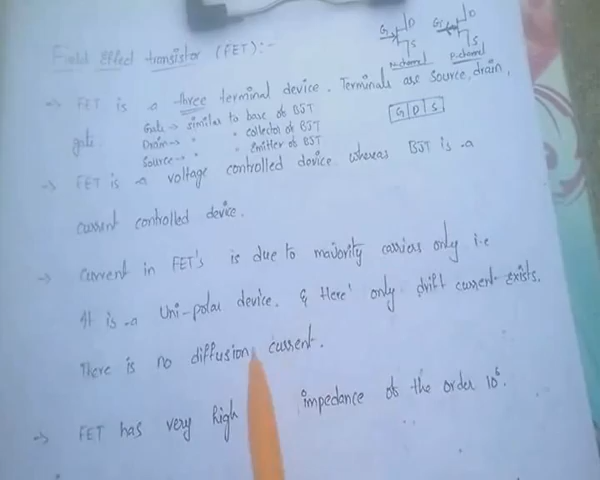 Field Effect transistor (FET):-
G D S n-channel
G D S p-channel
→ FET is a three terminal device. Terminals are source, drain,
gate.
Gate → similar to base of BJT
Drain → " " collector of BJT
Source → " " emitter of BJT
G D S
→ FET is a voltage controlled device whereas BJT is a
current controlled device.
→ Current in FET's is due to majority carriers only i.e
It is a Uni-polar device. & Here only drift current exists.
There is no diffusion current.
→ FET has very high impedance of the order 10⁶.